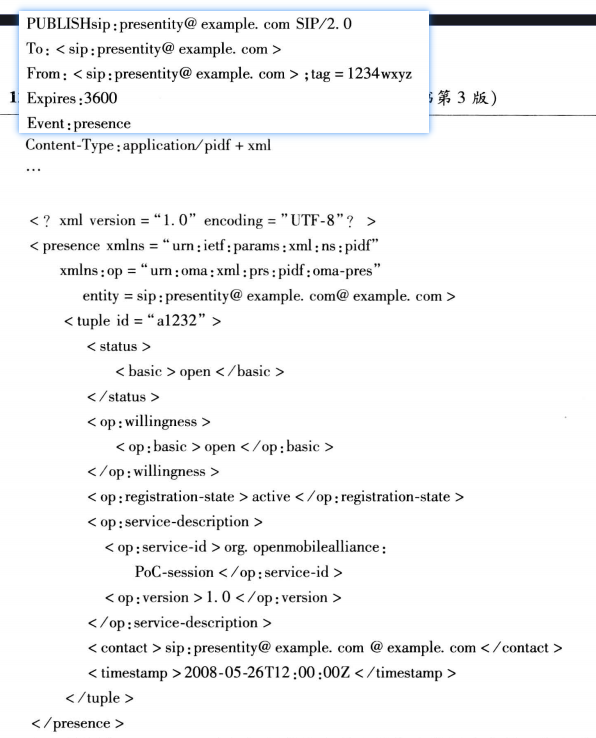 PUBLISHsip:presentity@ example. com SIP/2. 0
To: < sip:presentity@ example. com >
From: < sip:presentity@ example. com > ;tag = 1234wxyz
第 3 版)
Expires:3600
Event:presence
Content-Type:application/pidf + xml
…
< ? xml version = “1. 0” encoding = ”UTF-8”? >
< presence xmlns = “ urn:ietf:params:xml:ns:pidf”
xmlns:op = “urn:oma:xml:prs:pidf:oma-pres”
entity = sip:presentity@ example. com@ example. com >
< tuple id = “a1232” >
< status >
< basic > open < /basic >
< /status >
< op:willingness >
< op:basic > open < /op:basic >
< /op:willingness >
< op:registration-state > active < /op:registration-state >
< op:service-description >
< op:service-id > org. openmobilealliance:
PoC-session < /op:service-id >
< op:version > 1. 0 < /op:version >
< /op:service-description >
< contact > sip:presentity@ example. com @ example. com < /contact >
< timestamp > 2008-05-26T12:00:00Z < /timestamp >
< /tuple >
< /presence >